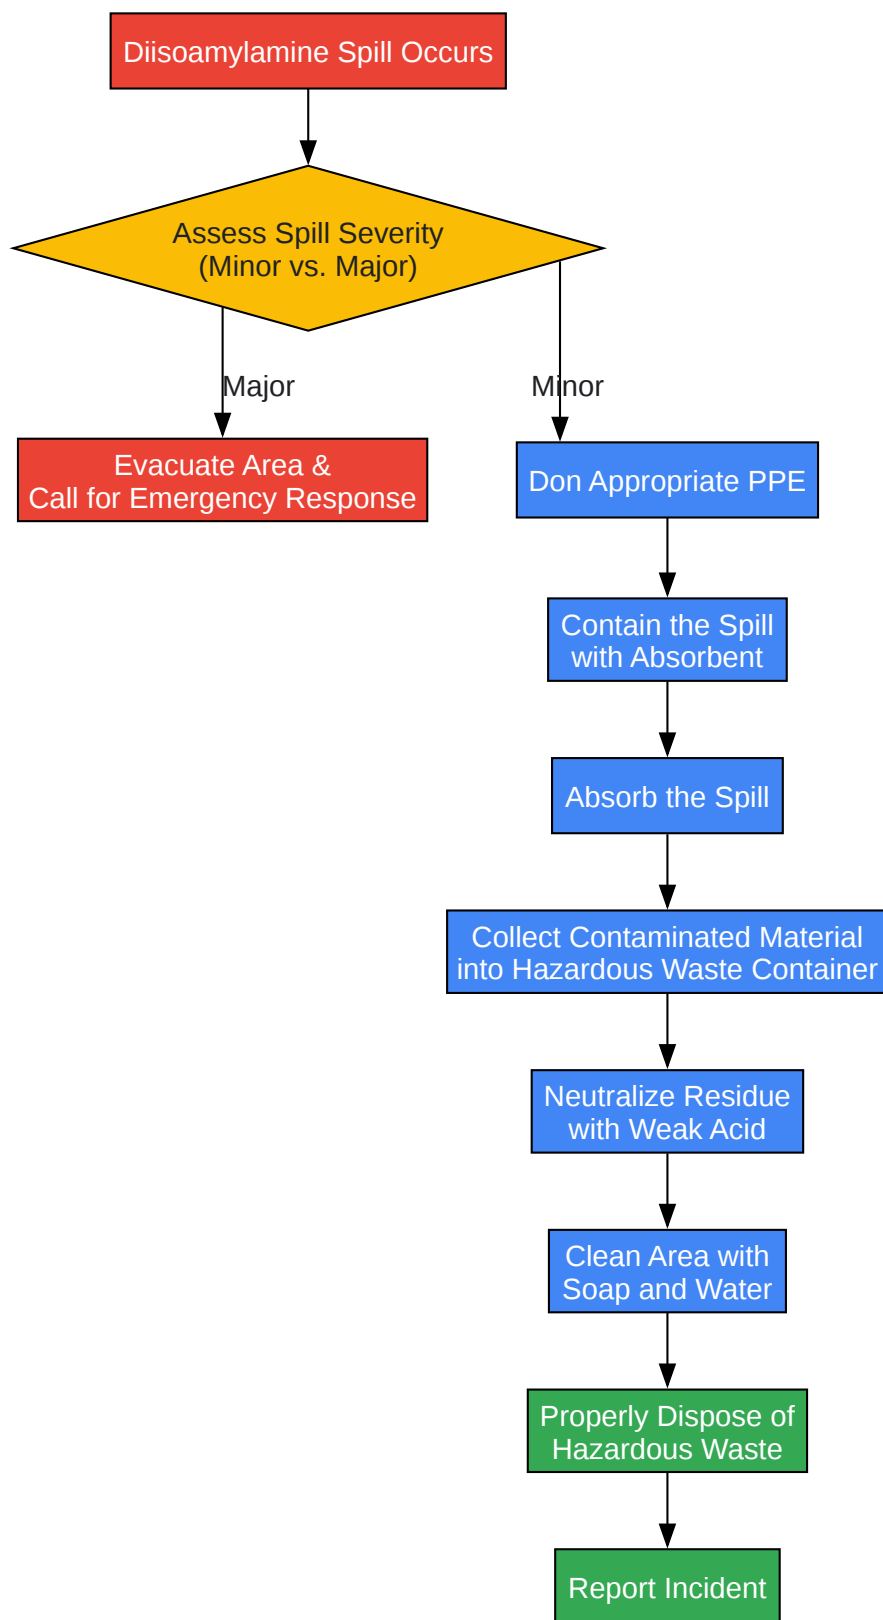 Diisoamylamine Spill Occurs
Assess Spill Severity
(Minor vs. Major)
Major
Minor
Evacuate Area &
Call for Emergency Response
Don Appropriate PPE
Contain the Spill
with Absorbent
Absorb the Spill
Collect Contaminated Material
into Hazardous Waste Container
Neutralize Residue
with Weak Acid
Clean Area with
Soap and Water
Properly Dispose of
Hazardous Waste
Report Incident